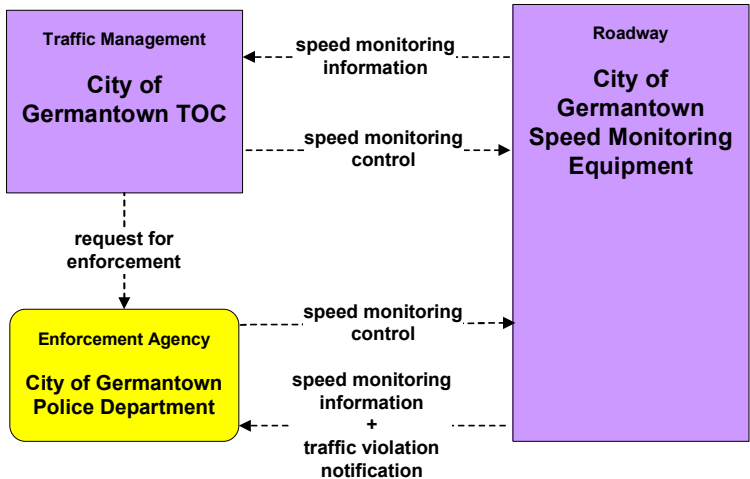 Traffic Management
City of
Germantown TOC
speed monitoring
information
Roadway
City of
Germantown
Speed Monitoring
Equipment
speed monitoring
control
request for
enforcement
Enforcement Agency
City of Germantown
Police Department
speed monitoring
control
speed monitoring
information
+
traffic violation
notification